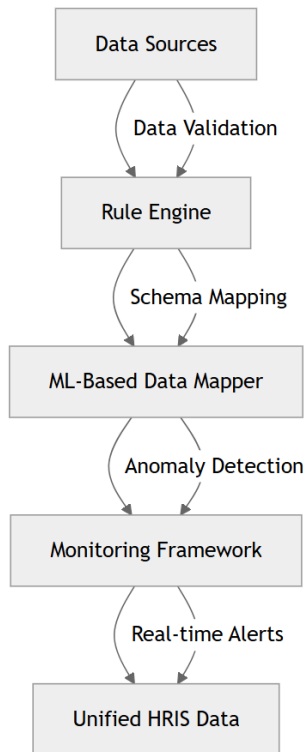 Data Sources
Data Validation
Rule Engine
Schema Mapping
ML-Based Data Mapper
Anomaly Detection
Monitoring Framework
Real-time Alerts
Unified HRIS Data